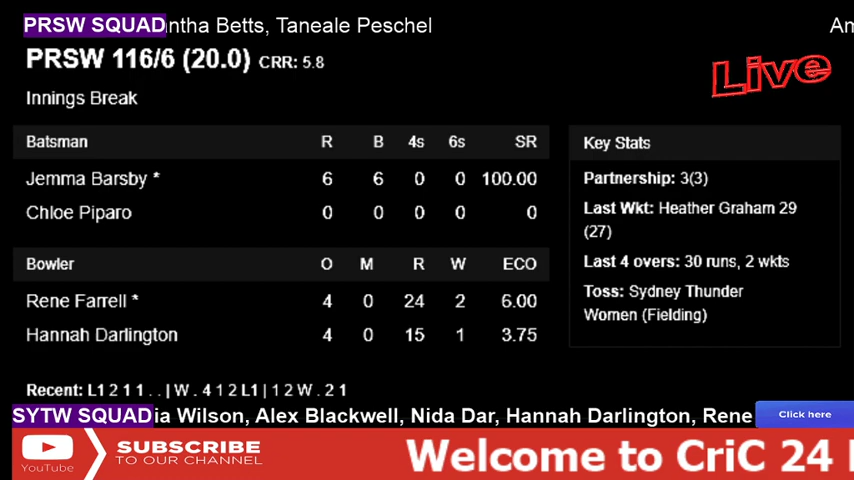 PRSW SQUAD ntha Betts, Taneale Peschel Am
PRSW 116/6 (20.0) CRR: 5.8
Live
Innings Break
Batsman R B 4s 6s SR
Jemma Barsby * 6 6 0 0 100.00
Chloe Piparo 0 0 0 0 0
Bowler O M R W ECO
Rene Farrell * 4 0 24 2 6.00
Hannah Darlington 4 0 15 1 3.75
Key Stats
Partnership: 3(3)
Last Wkt: Heather Graham 29
(27)
Last 4 overs: 30 runs, 2 wkts
Toss: Sydney Thunder
Women (Fielding)
Recent: L1 2 1 1 . . | W . 4 1 2 L1 | 1 2 W . 2 1
SYTW SQUAD ia Wilson, Alex Blackwell, Nida Dar, Hannah Darlington, Rene
Click here
YouTube
SUBSCRIBE
TO OUR CHANNEL
Welcome to CriC 24